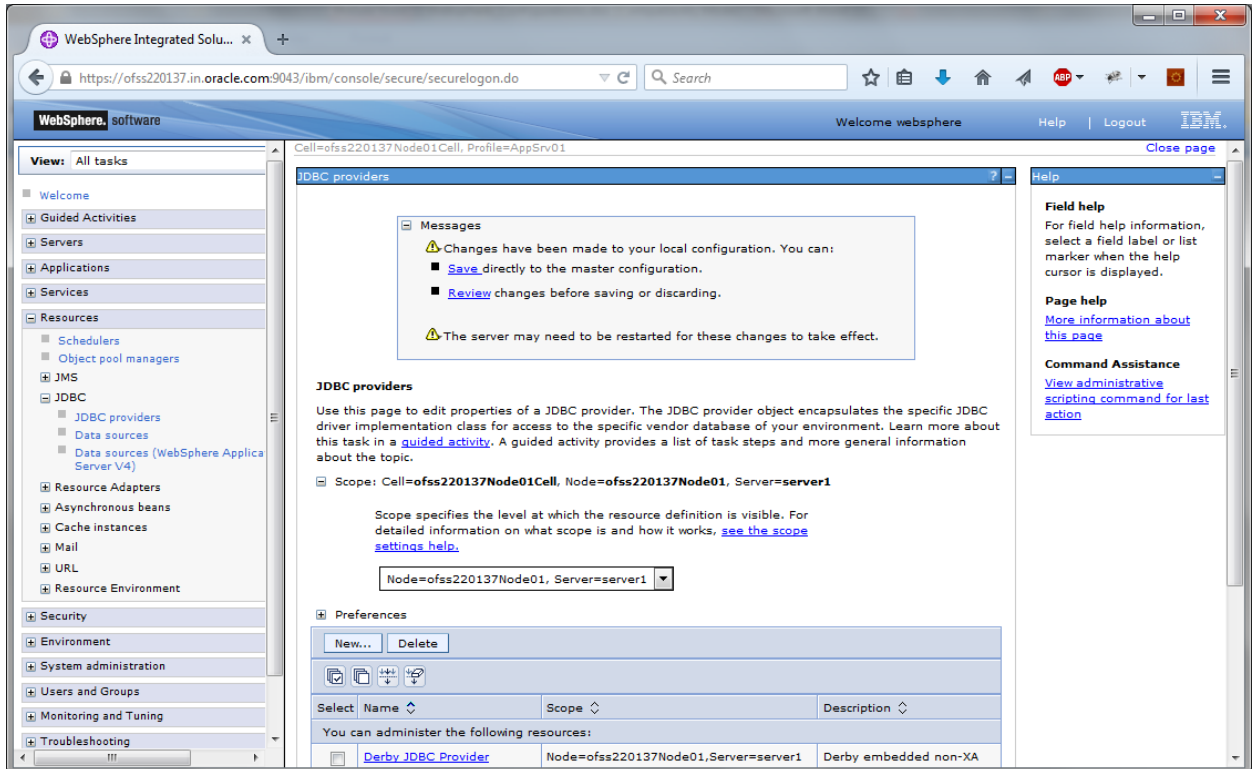 WebSphere Integrated Solu...
https://ofss220137.in.oracle.com:9043/ibm/console/secure/securelogon.do
Search
ABP
WebSphere. software
Welcome websphere
Help | Logout
IBM.
View: All tasks
Welcome
Guided Activities
Servers
Applications
Services
Resources
Schedulers
Object pool managers
JMS
JDBC
JDBC providers
Data sources
Data sources (WebSphere Applica
Server V4)
Resource Adapters
Asynchronous beans
Cache instances
Mail
URL
Resource Environment
Security
Environment
System administration
Users and Groups
Monitoring and Tuning
Troubleshooting
Cell=ofss220137Node01Cell, Profile=AppSrv01
Close page
JDBC providers
?
Messages
Changes have been made to your local configuration. You can:
Save directly to the master configuration.
Review changes before saving or discarding.
The server may need to be restarted for these changes to take effect.
JDBC providers
Use this page to edit properties of a JDBC provider. The JDBC provider object encapsulates the specific JDBC
driver implementation class for access to the specific vendor database of your environment. Learn more about
this task in a guided activity. A guided activity provides a list of task steps and more general information
about the topic.
Scope: Cell=ofss220137Node01Cell, Node=ofss220137Node01, Server=server1
Scope specifies the level at which the resource definition is visible. For
detailed information on what scope is and how it works, see the scope
settings help.
Node=ofss220137Node01, Server=server1
Preferences
New... Delete
Select Name Scope Description
You can administer the following resources:
Derby JDBC Provider Node=ofss220137Node01,Server=server1 Derby embedded non-XA
Help
Field help
For field help information,
select a field label or list
marker when the help
cursor is displayed.
Page help
More information about
this page
Command Assistance
View administrative
scripting command for last
action